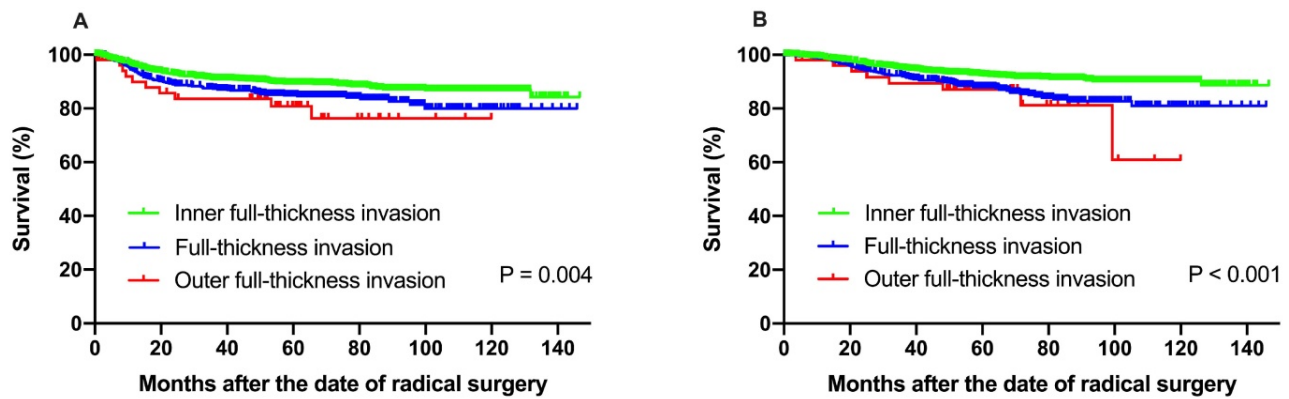 A
100
80
60
40
20
0
Survival (%)
Inner full-thickness invasion
Full-thickness invasion
Outer full-thickness invasion
P = 0.004
0 20 40 60 80 100 120 140
Months after the date of radical surgery
B
100
80
60
40
20
0
Survival (%)
Inner full-thickness invasion
Full-thickness invasion
Outer full-thickness invasion
P < 0.001
0 20 40 60 80 100 120 140
Months after the date of radical surgery